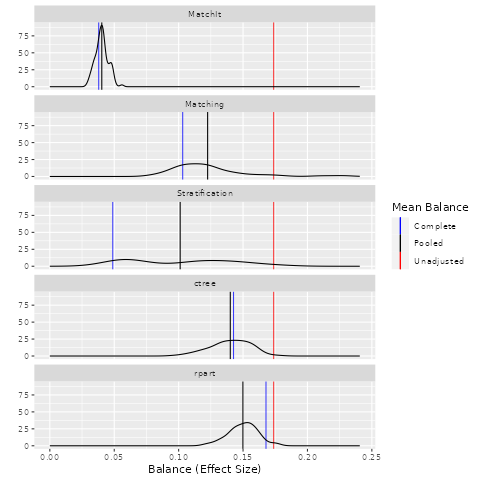 MatchIt
75
50
25
0
Matching
75
50
25
0
Stratification
75
50
25
0
ctree
75
50
25
0
rpart
75
50
25
0
0.00 0.05 0.10 0.15 0.20 0.25
Balance (Effect Size)
Mean Balance
Complete
Pooled
Unadjusted